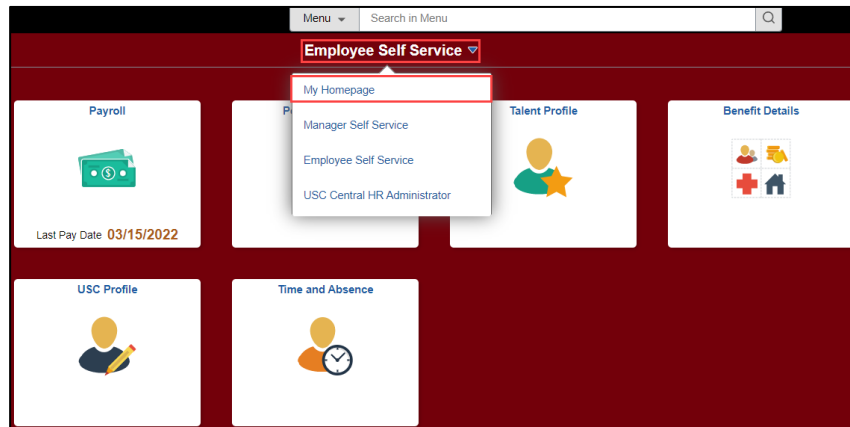 Menu
Search in Menu
Employee Self Service
My Homepage
Manager Self Service
Employee Self Service
USC Central HR Administrator
Payroll
Talent Profile
Benefit Details
Last Pay Date 03/15/2022
USC Profile
Time and Absence